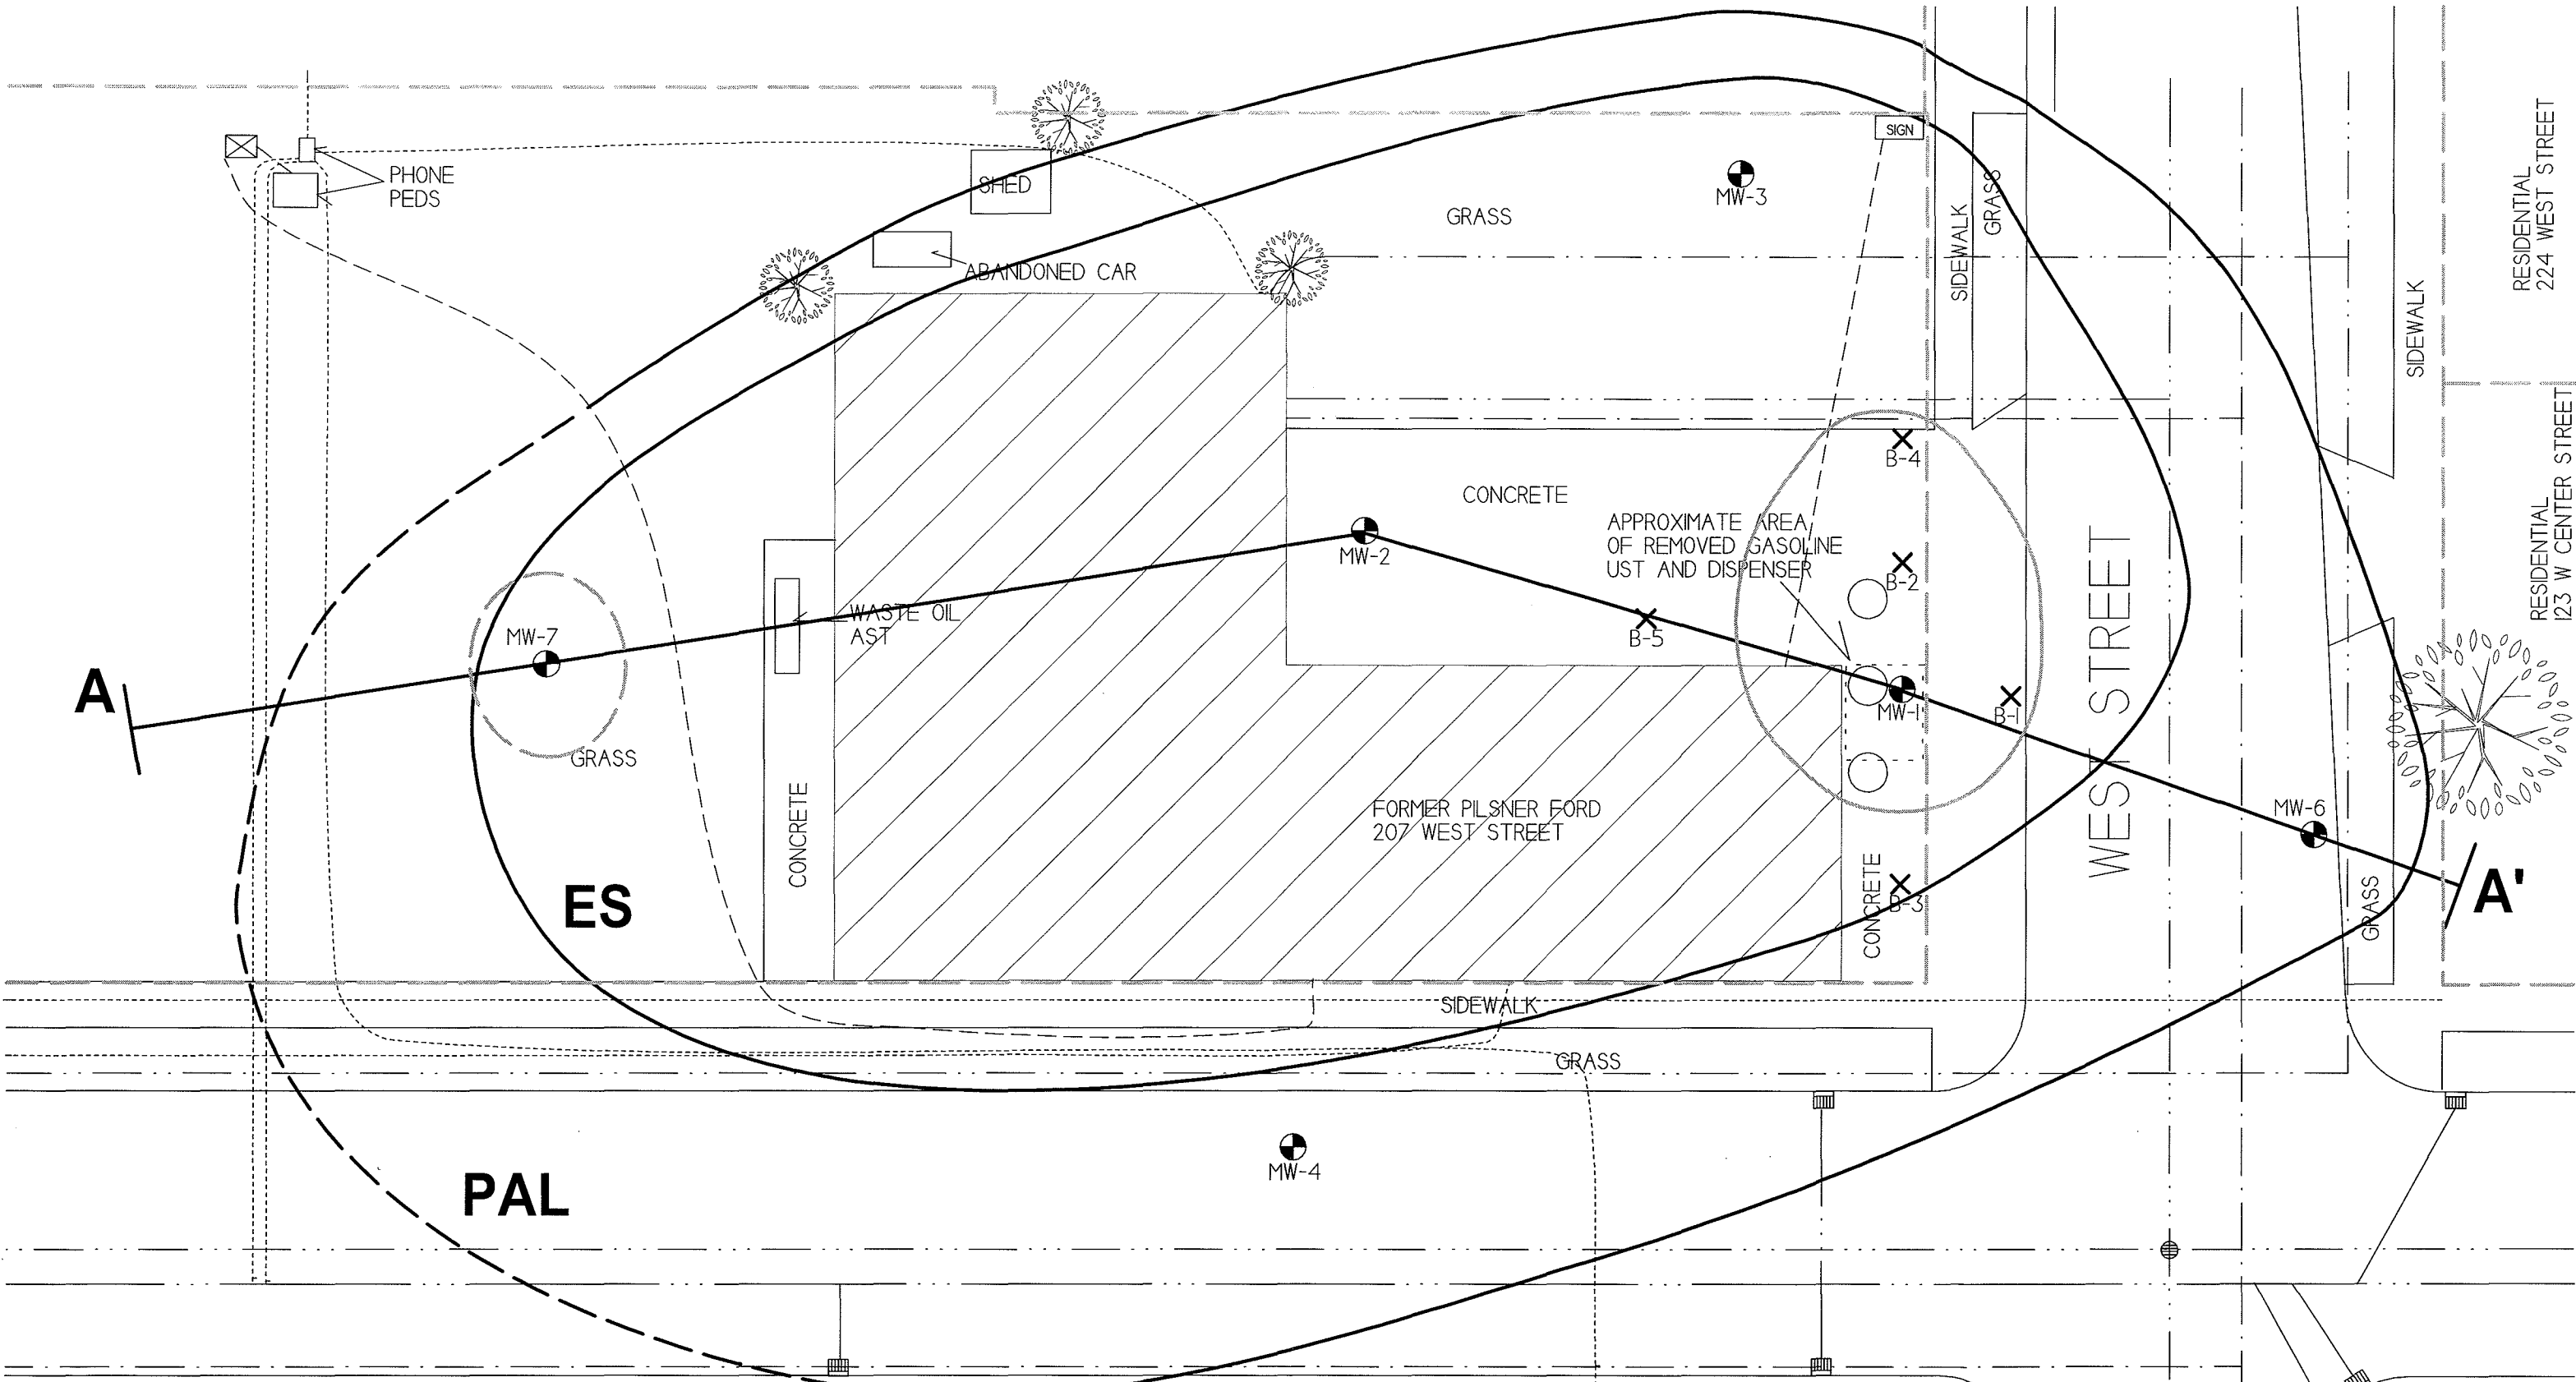 SIGN
PHONE
PEDS
SHED
MW-3
GRASS
GRASS
SIDEWALK
SIDEWALK
RESIDENTIAL
224 WEST STREET
ABANDONED CAR
RESIDENTIAL
123 W CENTER STREET
B-4
CONCRETE
APPROXIMATE AREA
OF REMOVED GASOLINE
UST AND DISPENSER
MW-2
B-2
WASTE OIL
AST
B-5
MW-7
A
MW-1
B-1
WEST STREET
GRASS
CONCRETE
FORMER PILSNER FORD
207 WEST STREET
MW-6
ES
CONCRETE
B-3
GRASS
A'
SIDEWALK
GRASS
MW-4
PAL